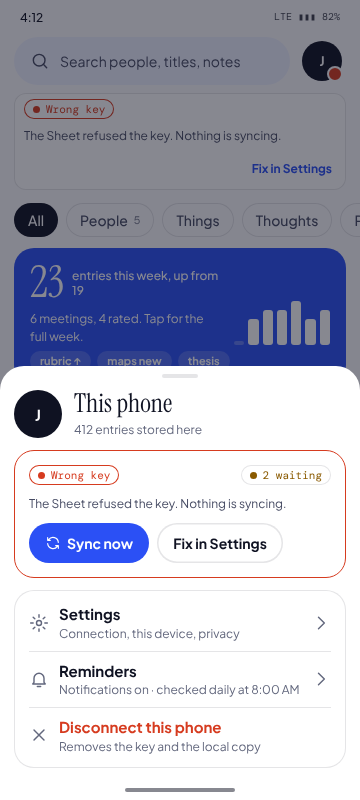 4:12
LTE
82%
Search people, titles, notes
J
Wrong key
The Sheet refused the key. Nothing is syncing.
Fix in Settings
All
People 5
Things
Thoughts
23
entries this week, up from
19
6 meetings, 4 rated. Tap for the
full week.
rubric ↑
maps new
thesis
J
This phone
412 entries stored here
Wrong key
2 waiting
The Sheet refused the key. Nothing is syncing.
Sync now
Fix in Settings
Settings
Connection, this device, privacy
Reminders
Notifications on · checked daily at 8:00 AM
Disconnect this phone
Removes the key and the local copy